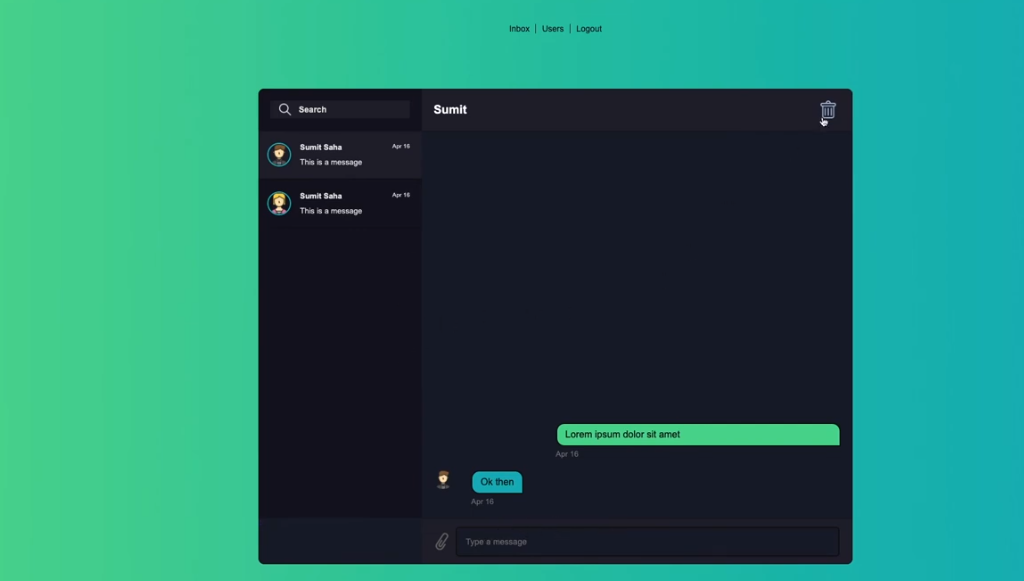 Inbox | Users | Logout
Search
Sumit
Sumit Saha Apr 16
This is a message
Sumit Saha Apr 16
This is a message
Lorem ipsum dolor sit amet
Apr 16
Ok then
Apr 16
Type a message